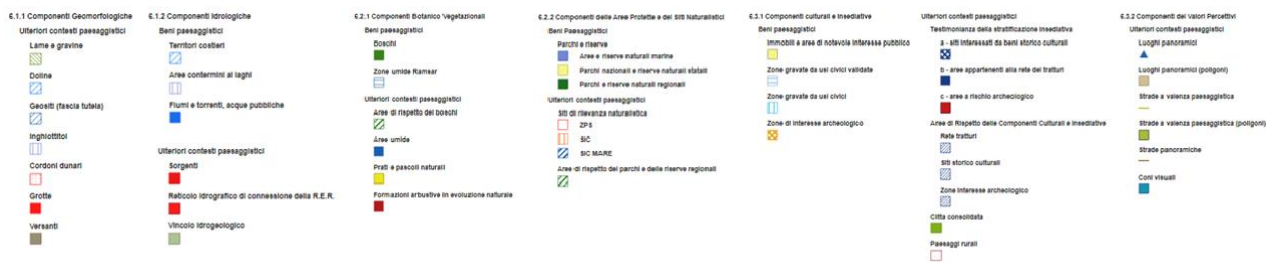 6.1.1 Componenti Geomorfologiche
Ulteriori contesti paesaggistici
Lame e gravine
Doline
Geositi (fascia tutela)
Inghiottitoi
Cordoni dunari
Grotte
Versanti
6.1.2 Componenti Idrologiche
Beni paesaggistici
Territori costieri
Aree contermini ai laghi
Fiumi e torrenti, acque pubbliche
Ulteriori contesti paesaggistici
Sorgenti
Reticolo idrografico di connessione della R.E.R.
Vincolo idrogeologico
6.2.1 Componenti Botanico Vegetazionali
Beni paesaggistici
Boschi
Zone umide Ramsar
Ulteriori contesti paesaggistici
Aree di rispetto dei boschi
Aree umide
Prati e pascoli naturali
Formazioni arbustive in evoluzione naturale
6.2.2 Componenti delle Aree Protette e dei Siti Naturalistici
Beni Paesaggistici
Parchi e riserve
Aree e riserve naturali marine
Parchi nazionali e riserve naturali statali
Parchi e riserve naturali regionali
Ulteriori contesti paesaggistici
Siti di rilevanza naturalistica
ZPS
SIC
SIC MARE
Aree di rispetto dei parchi e delle riserve regionali
6.3.1 Componenti culturali e insediative
Beni paesaggistici
Immobili e aree di notevole interesse pubblico
Zone gravate da usi civici validate
Zone gravate da usi civici
Zone di interesse archeologico
Ulteriori contesti paesaggistici
Testimonianza della stratificazione insediativa
a - siti interessati da beni storico culturali
b - aree appartenenti alla rete dei tratturi
c - aree a rischio archeologico
Aree di Rispetto delle Componenti Culturali e Insediative
Rete tratturi
Siti storico culturali
Zone interesse archeologico
Città consolidata
Paesaggi rurali
6.3.2 Componenti dei Valori Percettivi
Ulteriori contesti paesaggistici
Luoghi panoramici
Luoghi panoramici (poligoni)
Strade a valenza paesaggistica
Strade a valenza paesaggistica (poligoni)
Strade panoramiche
Coni visuali